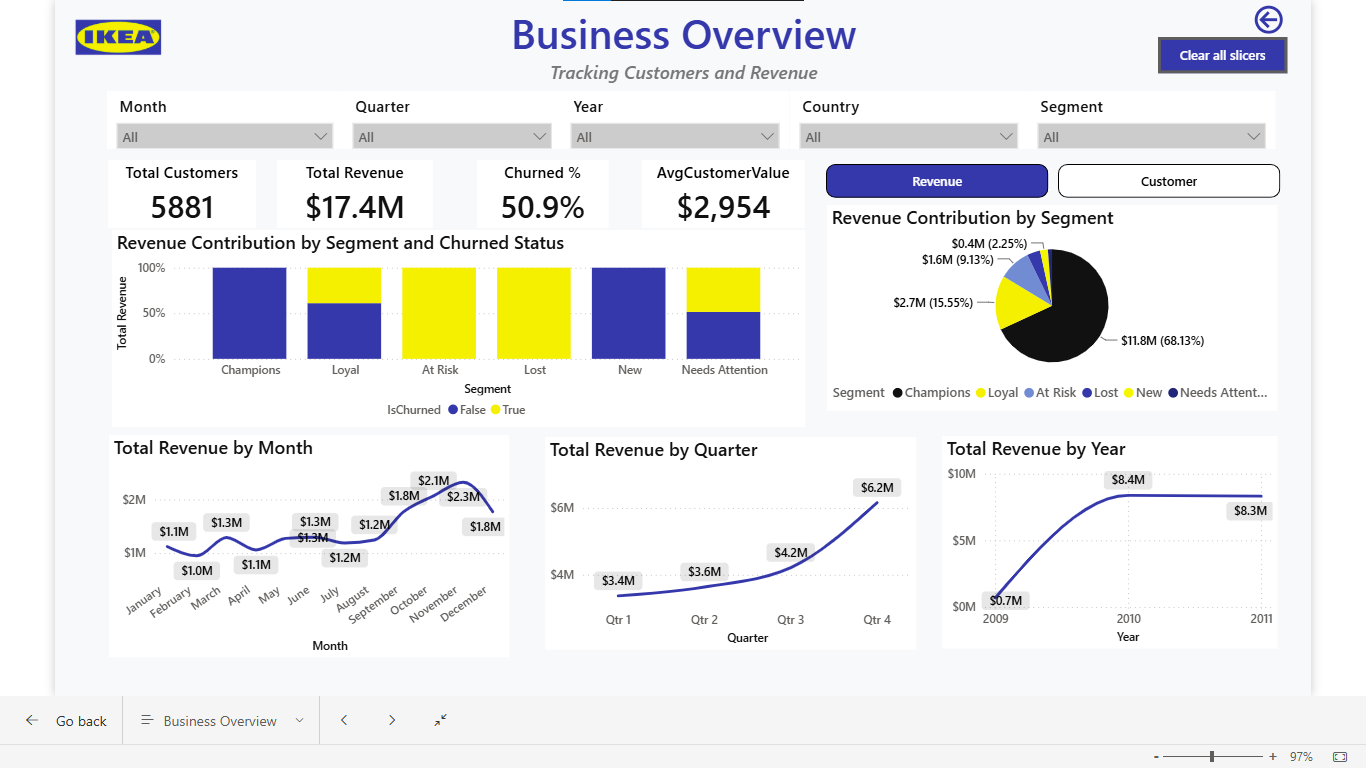 IKEA
Business Overview
Tracking Customers and Revenue
Clear all slicers
Month
Quarter
Year
Country
Segment
All
All
All
All
All
Total Customers
5881
Total Revenue
$17.4M
Churned %
50.9%
AvgCustomerValue
$2,954
Revenue
Customer
Revenue Contribution by Segment and Churned Status
Total Revenue
100%
50%
0%
Champions
Loyal
At Risk
Lost
New
Needs Attention
Segment
IsChurned False True
Revenue Contribution by Segment
$0.4M (2.25%)
$1.6M (9.13%)
$2.7M (15.55%)
$11.8M (68.13%)
Segment Champions Loyal At Risk Lost New Needs Attent...
Total Revenue by Month
$2M
$1M
$1.1M
$1.0M
$1.3M
$1.1M
$1.3M
$1.3M
$1.2M
$1.2M
$1.8M
$2.1M
$2.3M
$1.8M
January
February
March
April
May
June
July
August
September
October
November
December
Month
Total Revenue by Quarter
$6M
$4M
$3.4M
$3.6M
$4.2M
$6.2M
Qtr 1
Qtr 2
Qtr 3
Qtr 4
Quarter
Total Revenue by Year
$10M
$5M
$0M
$0.7M
$8.4M
$8.3M
2009
2010
2011
Year
Go back
Business Overview
- + 97%